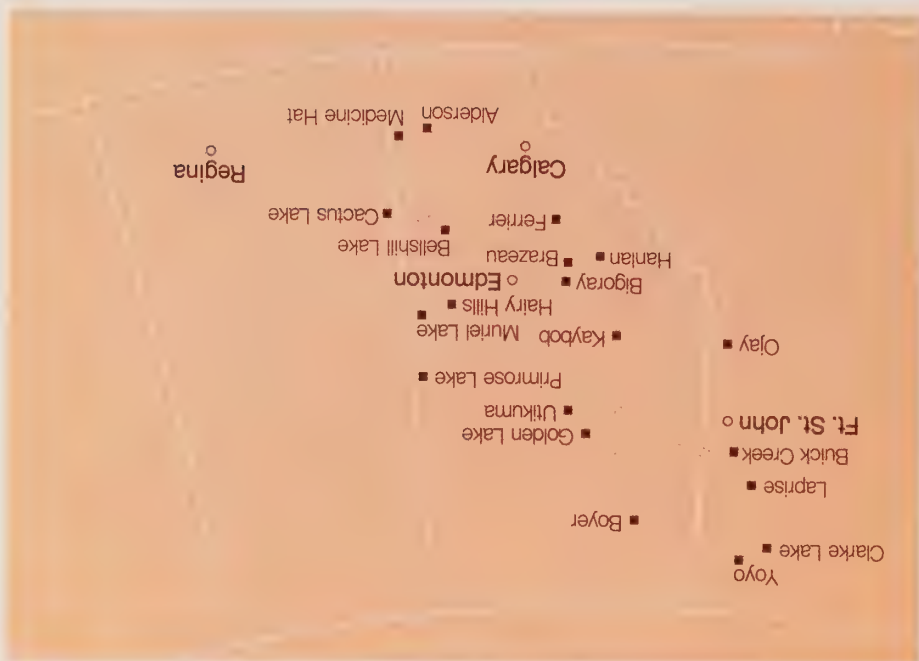 Yoyo
Clarke Lake
Boyer
Laprise
Buick Creek
Ft. St. John
Golden Lake
Utikuma
Primrose Lake
Ojay
Kaybob
Muriel Lake
Hairy Hills
Bigoray
Edmonton
Hanlan
Brazeau
Bellshill Lake
Ferrier
Cactus Lake
Calgary
Regina
Alderson
Medicine Hat